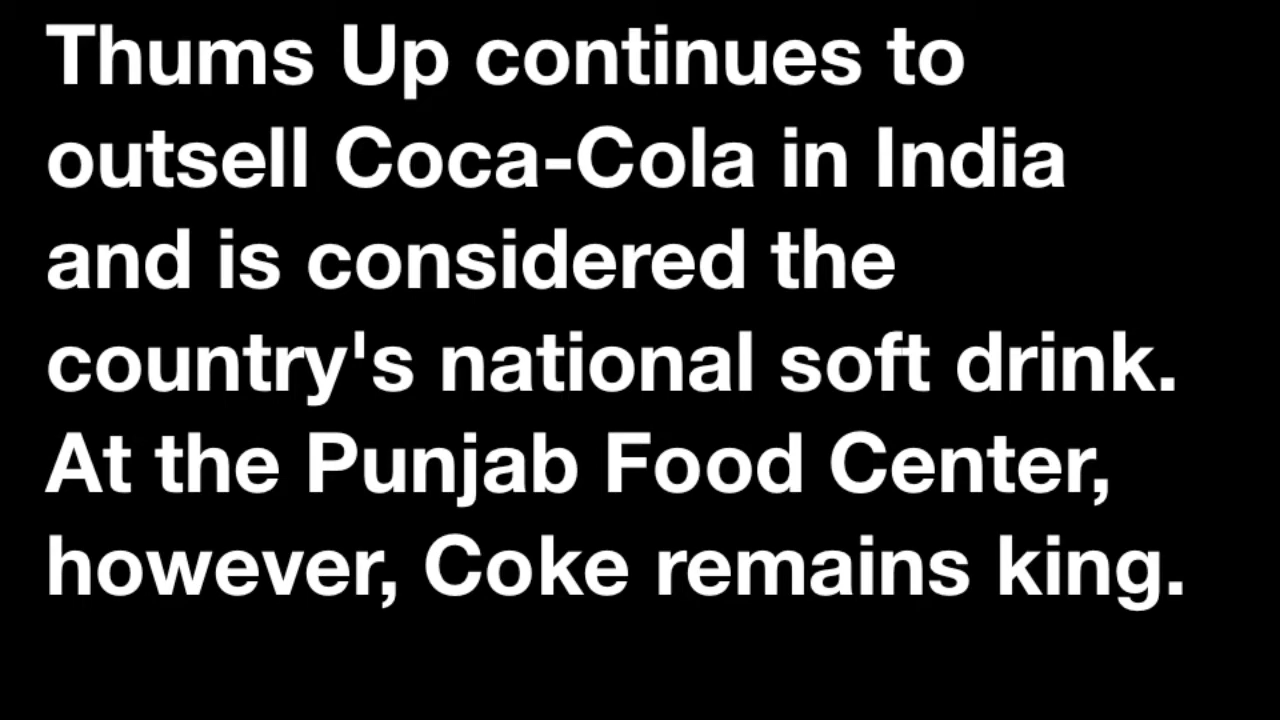 Thums Up continues to
outsell Coca-Cola in India
and is considered the
country's national soft drink.
At the Punjab Food Center,
however, Coke remains king.